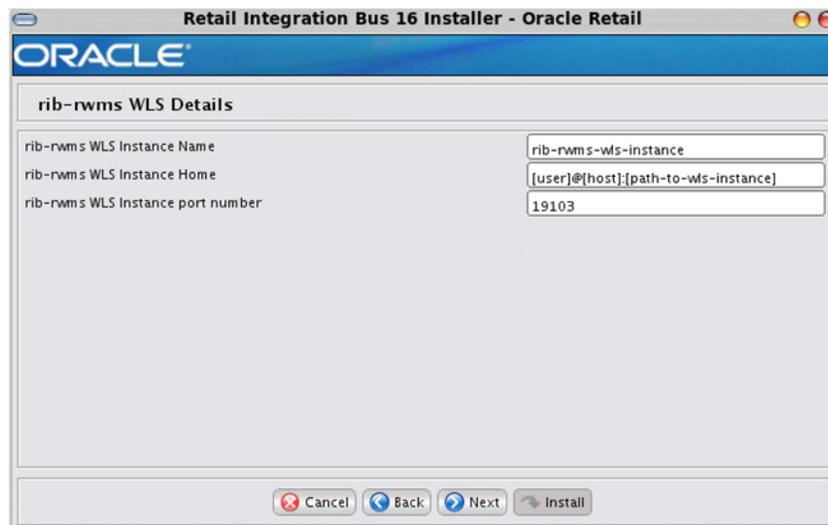 Retail Integration Bus 16 Installer - Oracle Retail
ORACLE®
rib-rwms WLS Details
rib-rwms WLS Instance Name rib-rwms-wls-instance
rib-rwms WLS Instance Home [user]@[host]:[path-to-wls-instance]
rib-rwms WLS Instance port number 19103
Cancel Back Next Install